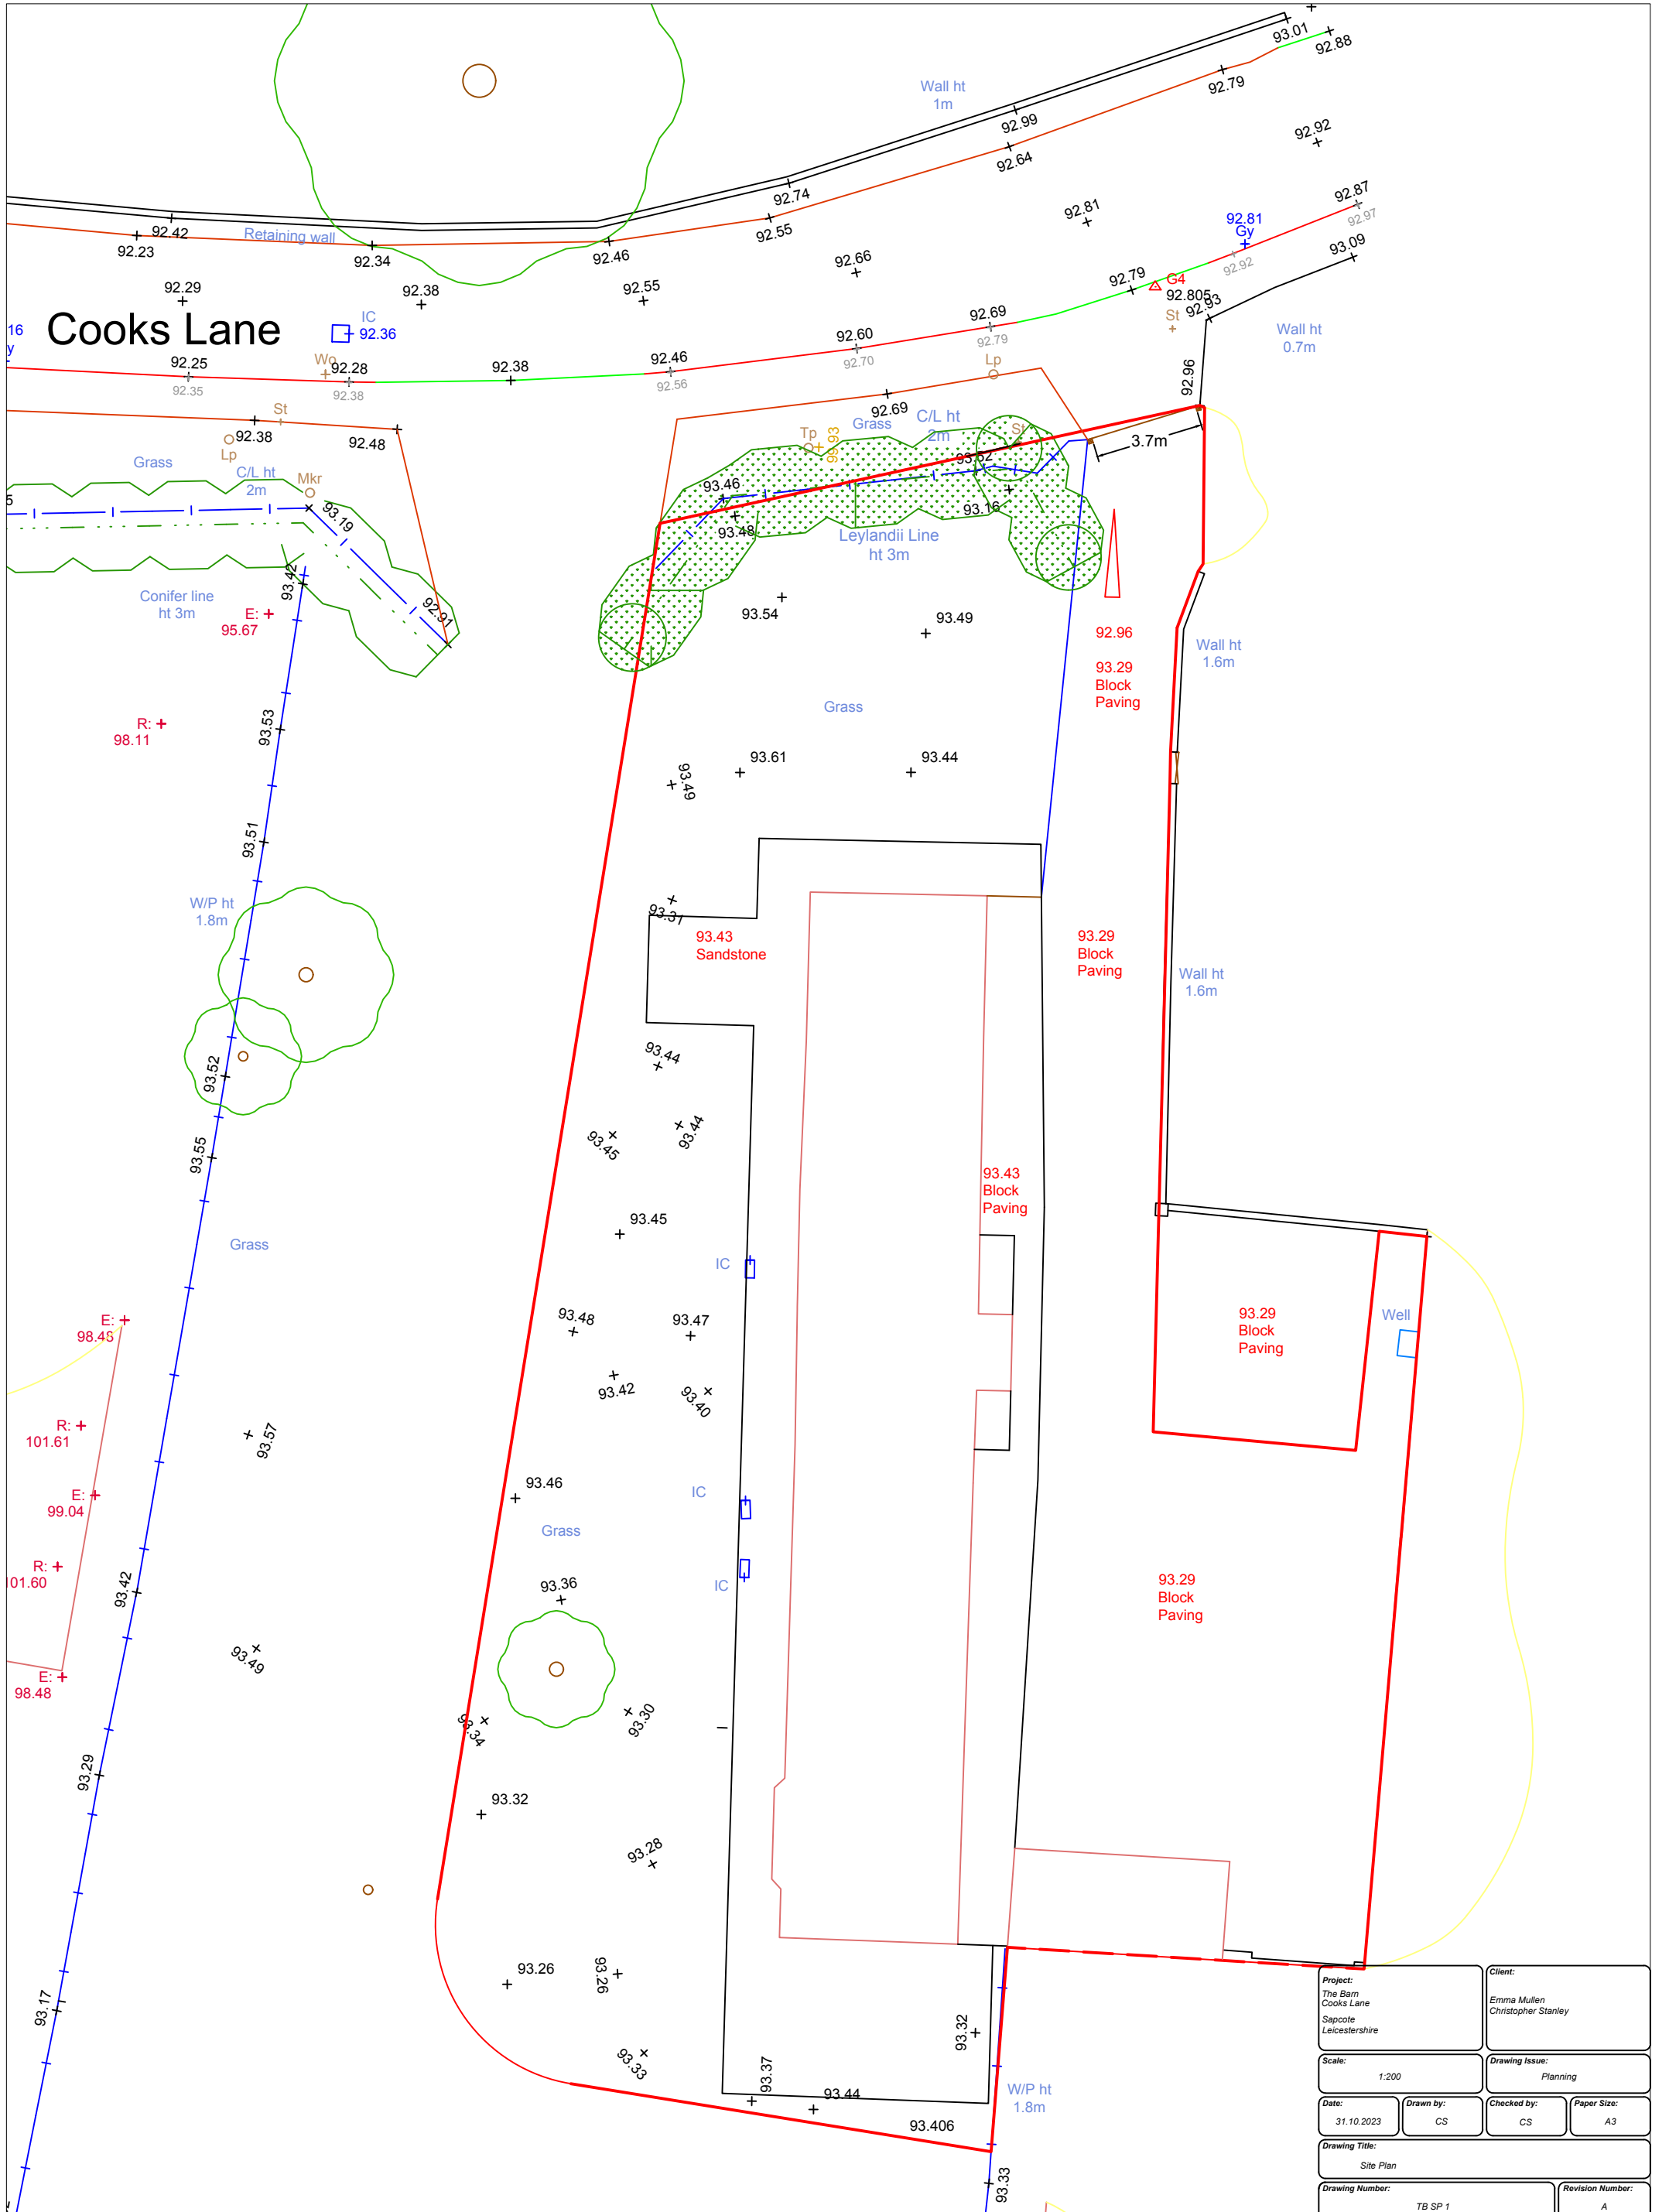 93.01
92.88
Wall ht
1m
92.79
92.99
92.92
92.64
92.74
92.87
92.97
92.81
92.81
Gy
92.42
Retaining wall
92.55
92.23
92.34
92.46
93.09
92.92
92.66
92.29
92.38
92.55
92.79
G4
92.805
92.93
St
Cooks Lane
IC
92.36
16
y
92.69
92.79
Wall ht
0.7m
92.60
92.70
92.25
92.35
Wo
92.28
92.38
92.38
92.46
92.56
Lp
92.96
St
92.38
92.48
92.69
Grass
C/L ht
2m
Lp
Tp
99.93
St
3.7m
Grass
C/L ht
2m
Mkr
5
93.19
93.46
93.52
93.16
93.48
Leylandii Line
ht 3m
93.42
Conifer line
ht 3m
92.91
E:
95.67
93.54
93.49
92.96
Wall ht
1.6m
93.29
Block
Paving
Grass
R:
98.11
93.53
93.61
93.44
93.49
93.51
W/P ht
1.8m
93.31
93.43
Sandstone
93.29
Block
Paving
Wall ht
1.6m
93.44
93.52
93.44
93.45
93.55
93.43
Block
Paving
93.45
Grass
IC
E:
98.48
93.48
93.47
93.29
Block
Paving
Well
93.42
93.40
R:
101.61
93.57
93.46
IC
E:
99.04
Grass
R:
101.60
93.42
93.36
IC
93.29
Block
Paving
93.49
E:
98.48
93.34
93.30
93.29
93.32
93.28
93.26
93.26
93.17
93.32
93.33
93.37
93.44
93.406
W/P ht
1.8m
93.33
Project:
The Barn
Cooks Lane
Sapcote
Leicestershire
Client:
Emma Mullen
Christopher Stanley
Scale:
1:200
Drawing Issue:
Planning
Date:
31.10.2023
Drawn by:
CS
Checked by:
CS
Paper Size:
A3
Drawing Title:
Site Plan
Drawing Number:
TB SP 1
Revision Number:
A